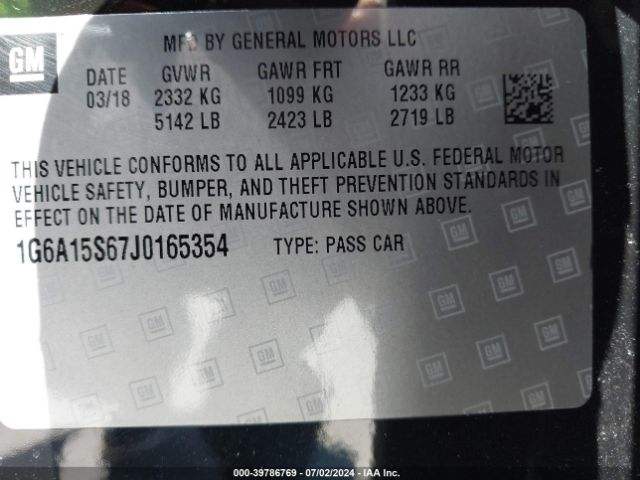 GM
MFD BY GENERAL MOTORS LLC
DATE GVWR GAWR FRT GAWR RR
03/18 2332 KG 1099 KG 1233 KG
5142 LB 2423 LB 2719 LB
THIS VEHICLE CONFORMS TO ALL APPLICABLE U.S. FEDERAL MOTOR
VEHICLE SAFETY, BUMPER, AND THEFT PREVENTION STANDARDS IN
EFFECT ON THE DATE OF MANUFACTURE SHOWN ABOVE.
1G6A15S67J0165354 TYPE: PASS CAR
000-39786769 - 07/02/2024 - IAA Inc.